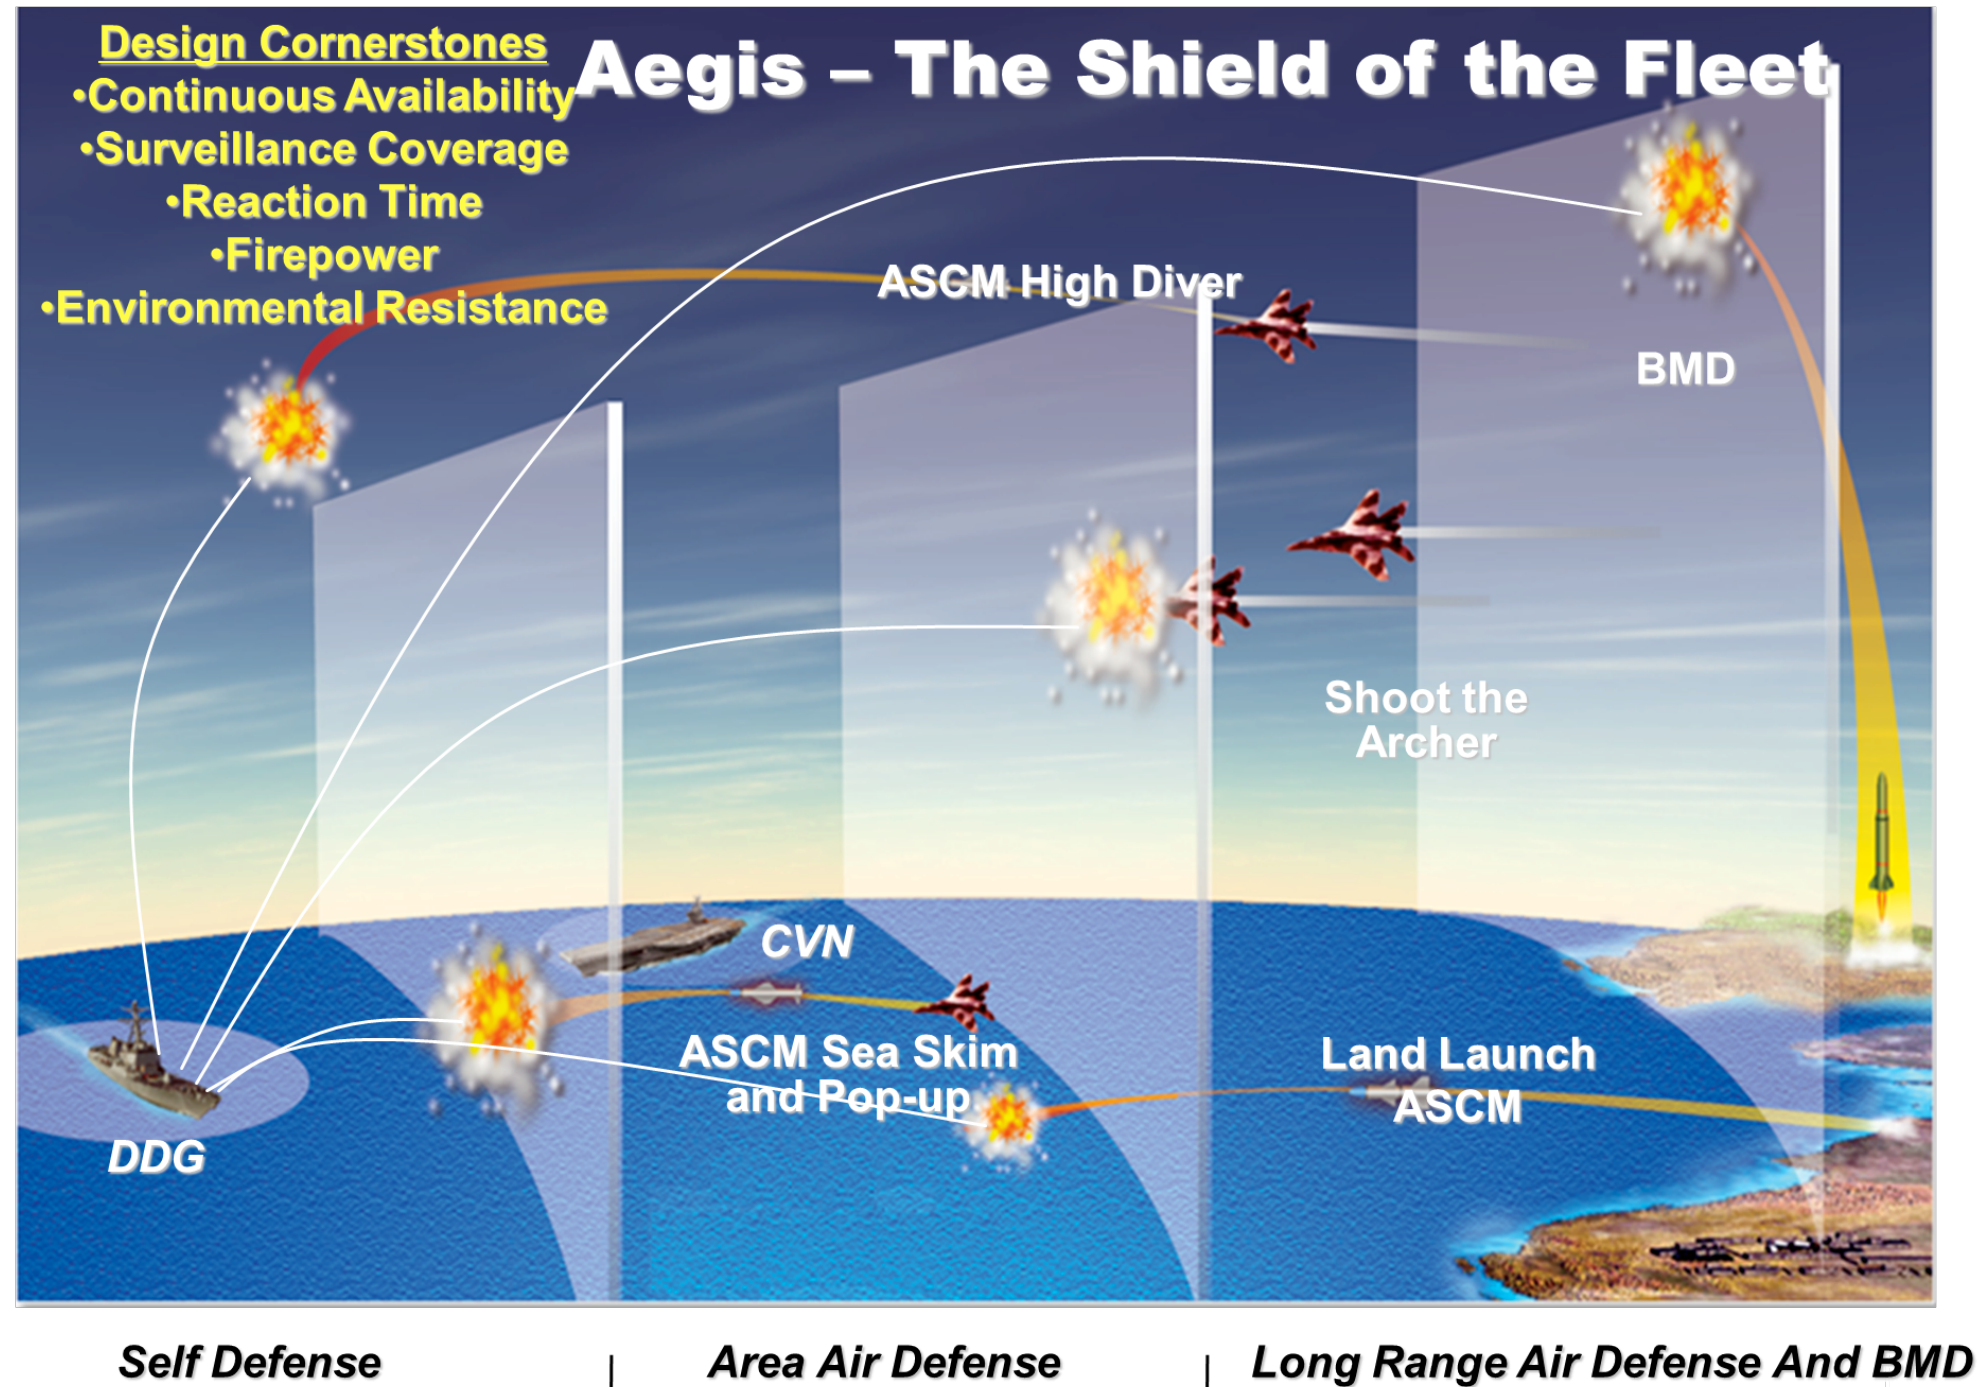 Design Cornerstones
•Continuous Availability
•Surveillance Coverage
•Reaction Time
•Firepower
•Environmental Resistance
Aegis – The Shield of the Fleet
ASCM High Diver
BMD
Shoot the
Archer
CVN
ASCM Sea Skim
and Pop-up
Land Launch
ASCM
DDG
Self Defense
Area Air Defense
Long Range Air Defense And BMD